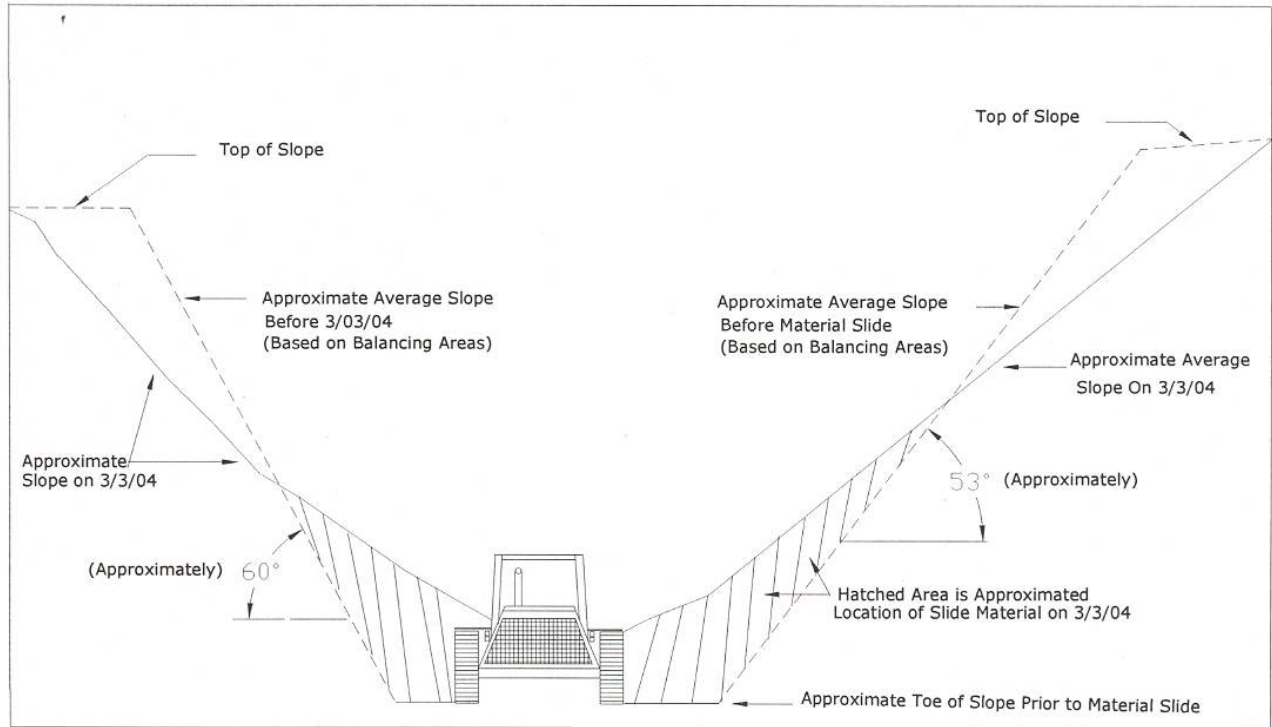 Top of Slope
Top of Slope
Approximate Average Slope
Before 3/03/04
(Based on Balancing Areas)
Approximate Average Slope
Before Material Slide
(Based on Balancing Areas)
Approximate Average
Slope On 3/3/04
Approximate
Slope on 3/3/04
53° (Approximately)
(Approximately) 60°
Hatched Area is Approximated
Location of Slide Material on 3/3/04
Approximate Toe of Slope Prior to Material Slide